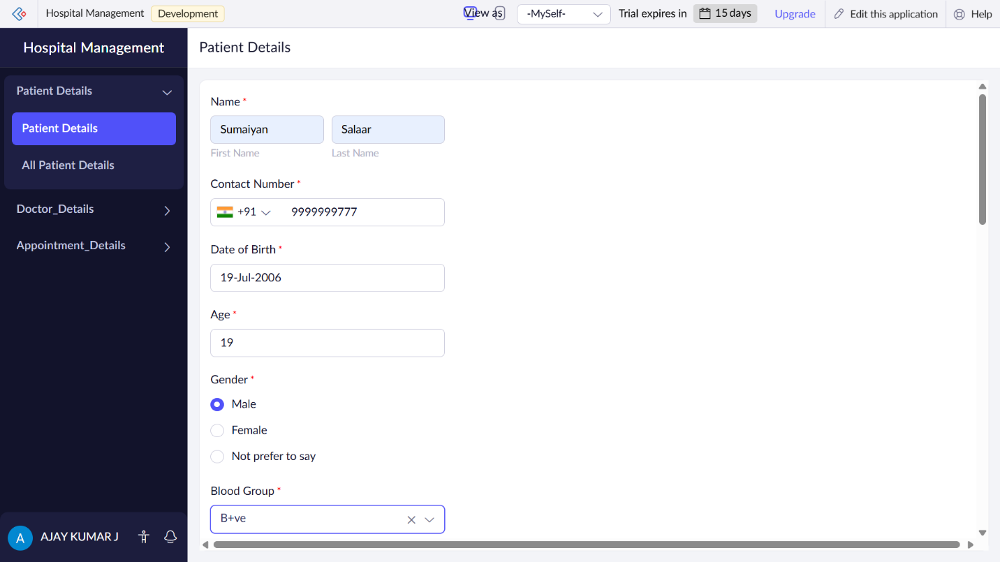 Hospital Management Development View as -MySelf- Trial expires in 15 days Upgrade Edit this application Help
Hospital Management
Patient Details
Patient Details
All Patient Details
Doctor_Details
Appointment_Details
AJAY KUMAR J
A
Patient Details
Name *
Sumaiyan Salaar
First Name Last Name
Contact Number *
+91 9999999777
Date of Birth *
19-Jul-2006
Age *
19
Gender *
Male
Female
Not prefer to say
Blood Group *
B+ve